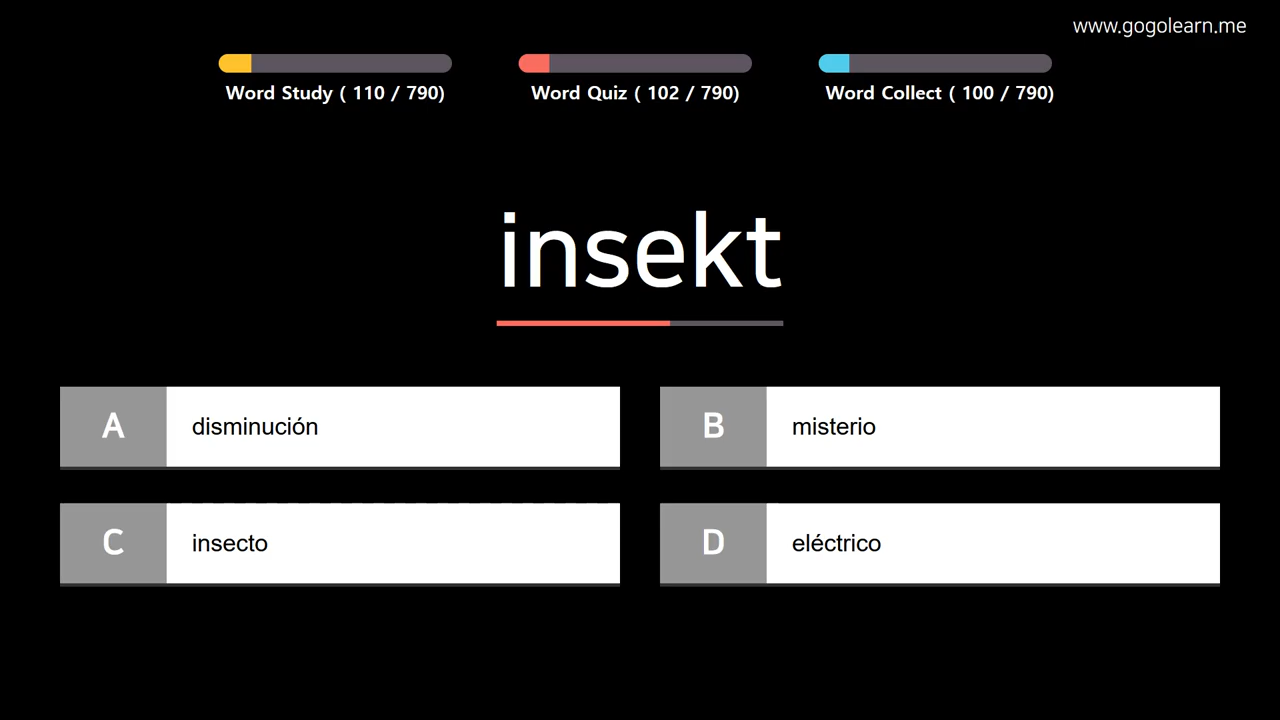 www.gogolearn.me
Word Study ( 110 / 790)
Word Quiz ( 102 / 790)
Word Collect ( 100 / 790)
insekt
A disminución
B misterio
C insecto
D eléctrico